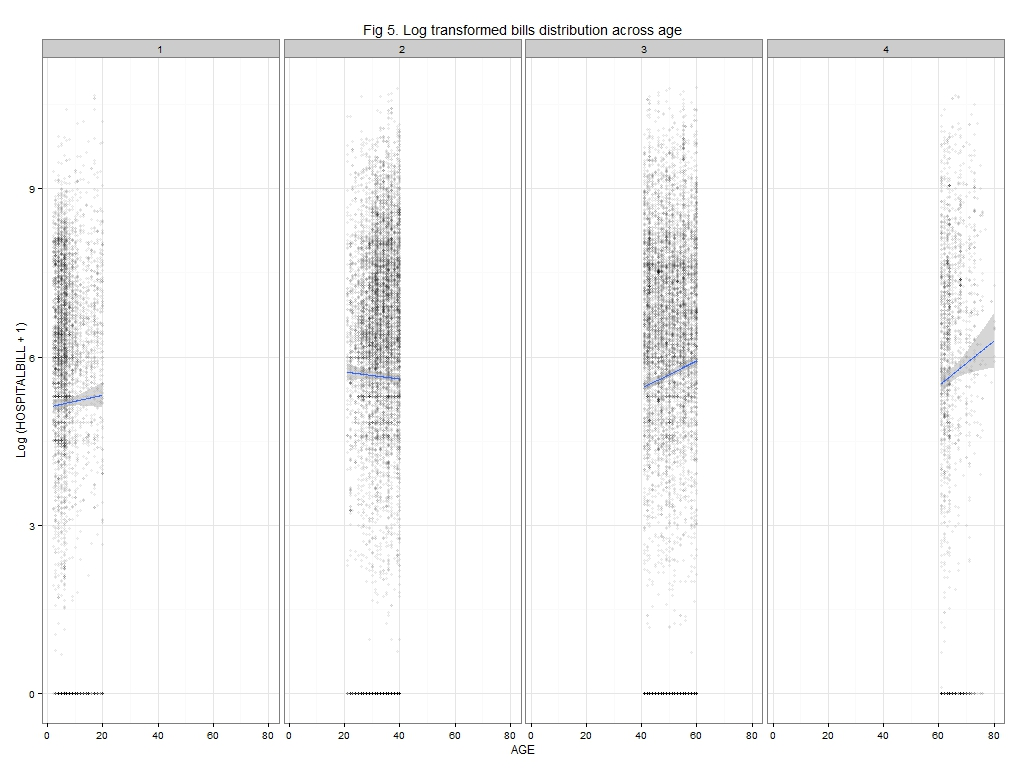 Fig 5. Log transformed bills distribution across age
1 2 3 4
Log (HOSPITALBILL + 1)
9
6
3
0
0 20 40 60 80 0 20 40 60 80 0 20 40 60 80 0 20 40 60 80
AGE